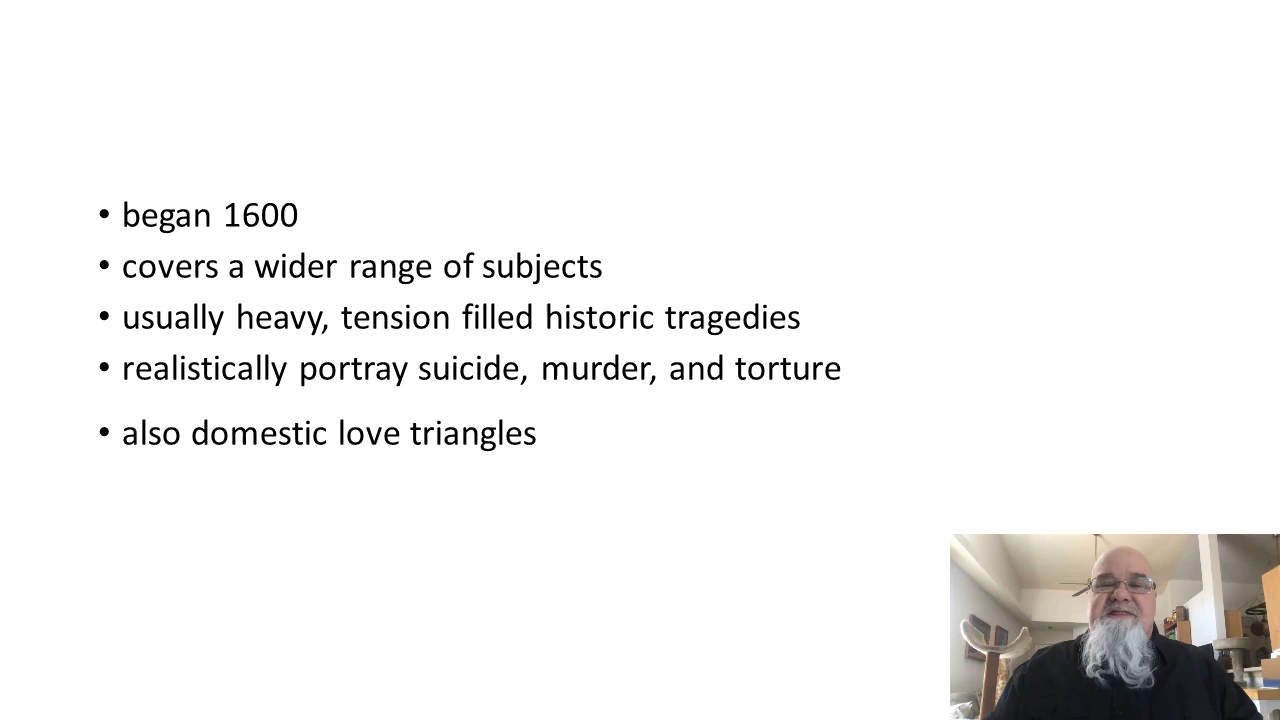 • began 1600
• covers a wider range of subjects
• usually heavy, tension filled historic tragedies
• realistically portray suicide, murder, and torture
• also domestic love triangles